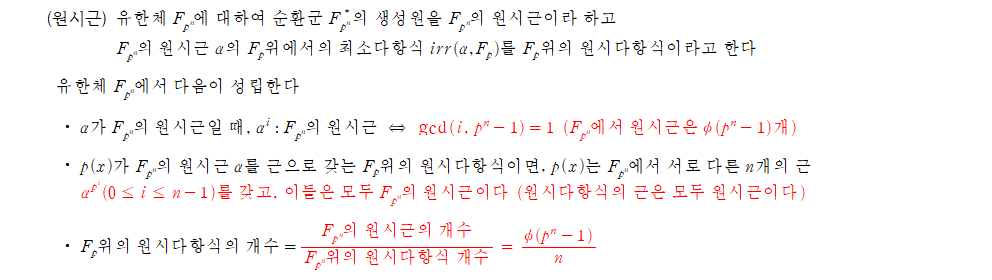 (원시근) 유한체 $F_{p^n}$에 대하여 순환군 $F_{p^n}^*$의 생성원을 $F_{p^n}$의 원시근이라 하고
$F_{p^n}$의 원시근 $\alpha$의 $F_p$위에서의 최소다항식 $irr(\alpha, F_p)$를 $F_p$위의 원시다항식이라고 한다
유한체 $F_{p^n}$에서 다음이 성립한다
· $\alpha$가 $F_{p^n}$의 원시근일 때, $\alpha^i : F_{p^n}$의 원시근 $\Leftrightarrow$ $\gcd(i, p^n-1)=1$ ($F_{p^n}$에서 원시근은 $\phi(p^n-1)$개)
· $p(x)$가 $F_{p^n}$의 원시근 $\alpha$를 근으로 갖는 $F_p$위의 원시다항식이면, $p(x)$는 $F_{p^n}$에서 서로 다른 $n$개의 근
$\alpha^{p^i}(0 \le i \le n-1)$를 갖고, 이들은 모두 $F_{p^n}$의 원시근이다 (원시다항식의 근은 모두 원시근이다)
· $F_p$위의 원시다항식의 개수 $= \frac{F_{p^n}의 원시근의 개수}{F_{p^n}위의 원시다항식 개수} = \frac{\phi(p^n-1)}{n}$